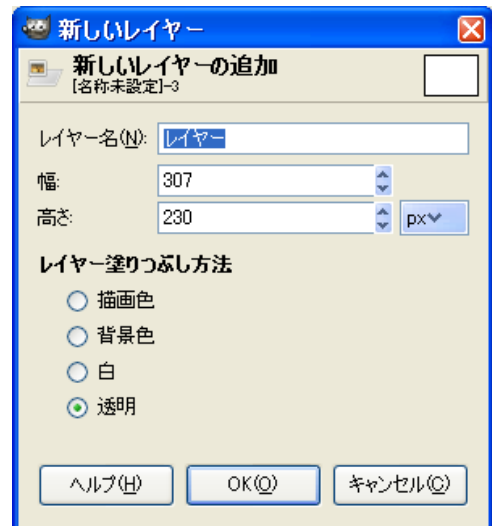 新しいレイヤー
新しいレイヤーの追加
[名称未設定]-3
レイヤー名(N): レイヤー
幅: 307
高さ: 230 px
レイヤー塗りつぶし方法
描画色
背景色
白
透明
ヘルプ(H) OK(O) キャンセル(C)